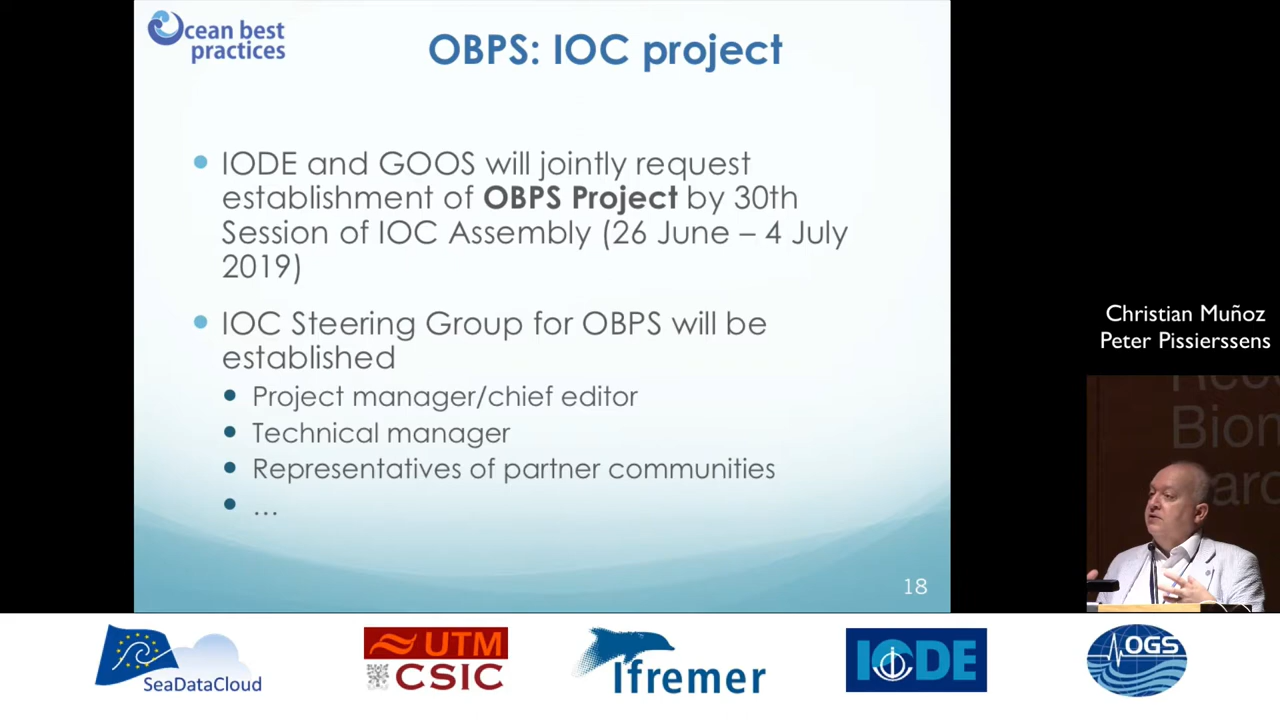 Ocean best
practices
OBPS: IOC project
IODE and GOOS will jointly request
establishment of OBPS Project by 30th
Session of IOC Assembly (26 June – 4 July
2019)
IOC Steering Group for OBPS will be
established
Project manager/chief editor
Technical manager
Representatives of partner communities
...
18
Christian Muñoz
Peter Pissierssens
Biom
SeaDataCloud
UTM
CSIC
Ifremer
IODE
OGS